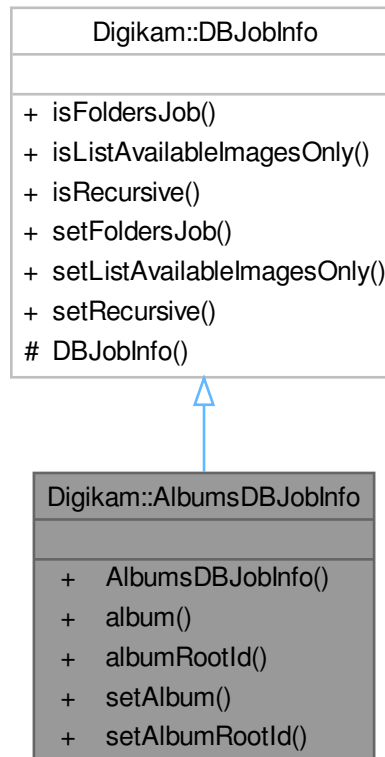 Digikam::DBJobInfo
+ isFoldersJob()
+ isListAvailableImagesOnly()
+ isRecursive()
+ setFoldersJob()
+ setListAvailableImagesOnly()
+ setRecursive()
# DBJobInfo()
Digikam::AlbumsDBJobInfo
+ AlbumsDBJobInfo()
+ album()
+ albumRootId()
+ setAlbum()
+ setAlbumRootId()